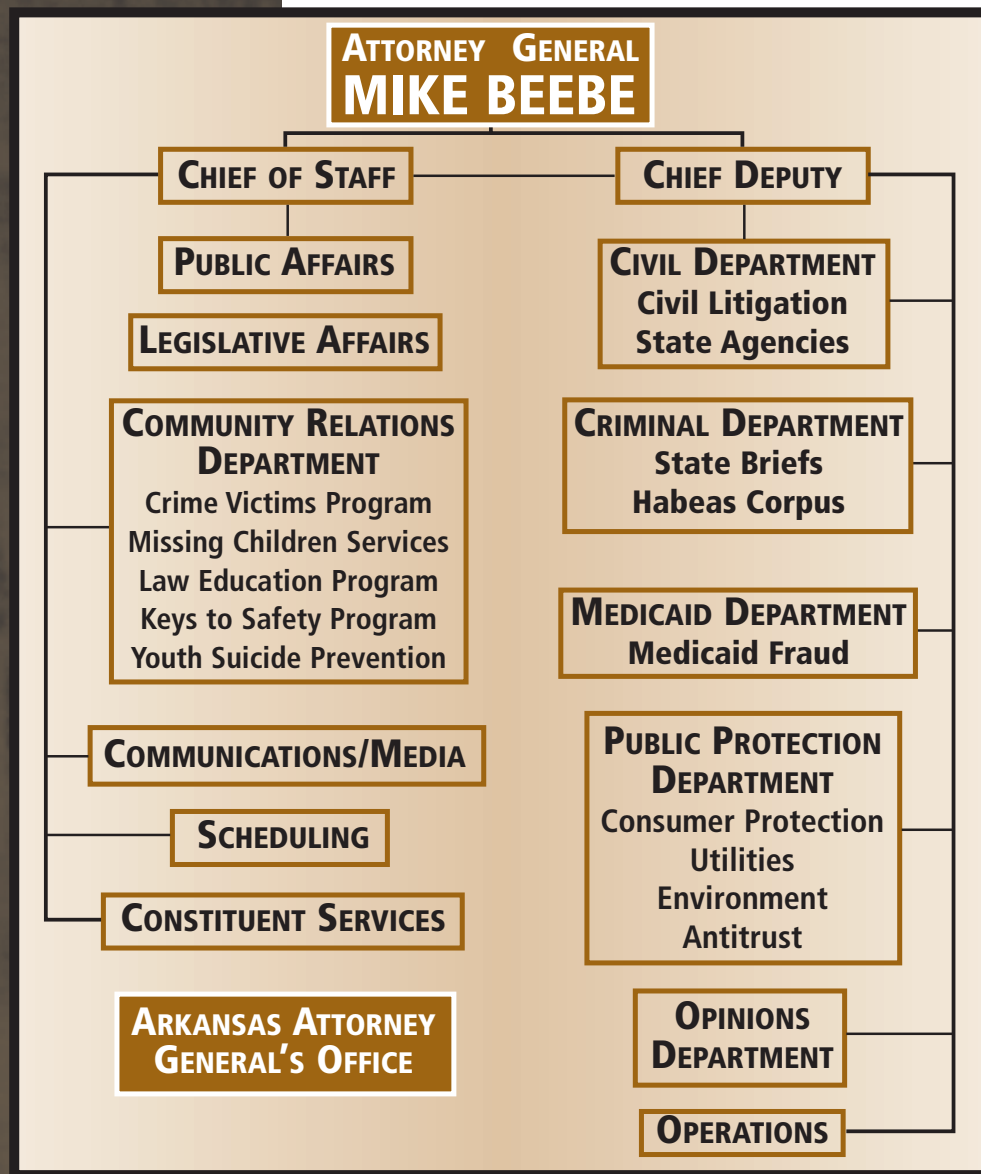 ATTORNEY GENERAL
MIKE BEEBE
CHIEF OF STAFF
CHIEF DEPUTY
PUBLIC AFFAIRS
LEGISLATIVE AFFAIRS
COMMUNITY RELATIONS
DEPARTMENT
Crime Victims Program
Missing Children Services
Law Education Program
Keys to Safety Program
Youth Suicide Prevention
COMMUNICATIONS/MEDIA
SCHEDULING
CONSTITUENT SERVICES
ARKANSAS ATTORNEY
GENERAL'S OFFICE
CIVIL DEPARTMENT
Civil Litigation
State Agencies
CRIMINAL DEPARTMENT
State Briefs
Habeas Corpus
MEDICAID DEPARTMENT
Medicaid Fraud
PUBLIC PROTECTION
DEPARTMENT
Consumer Protection
Utilities
Environment
Antitrust
OPINIONS
DEPARTMENT
OPERATIONS